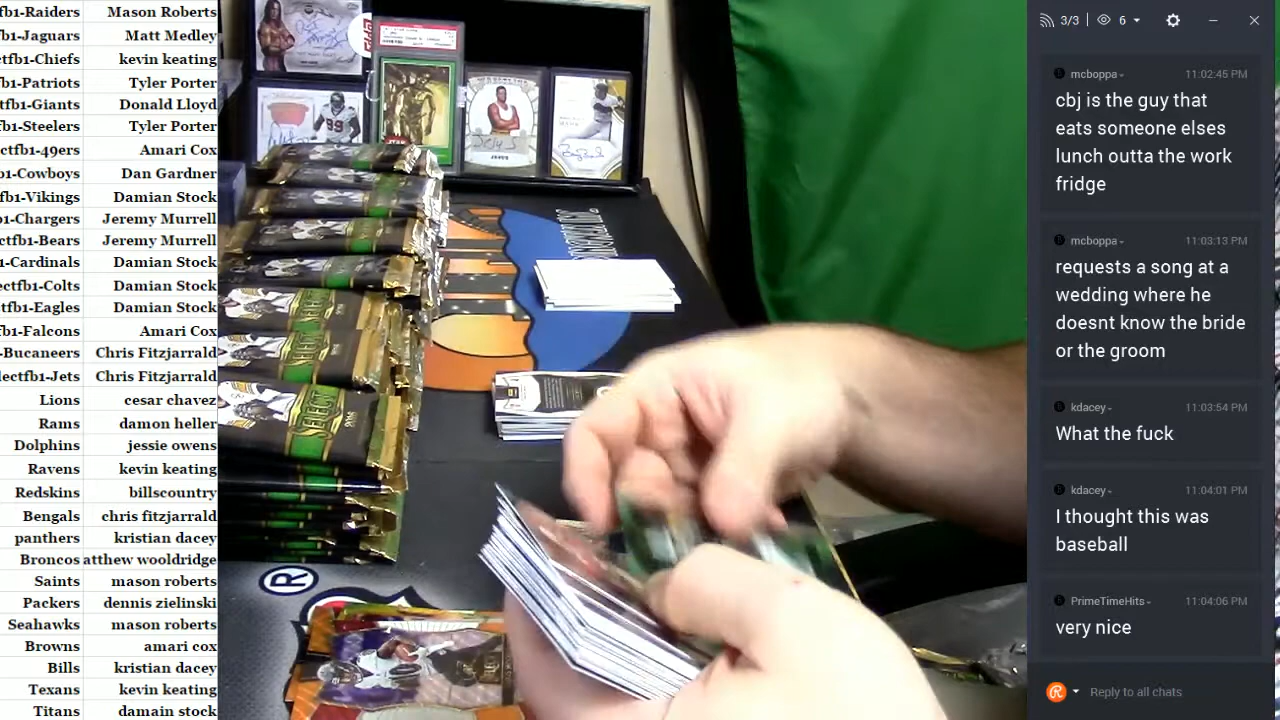 fb1-Raiders Mason Roberts
fb1-Jaguars Matt Medley
ctfb1-Chiefs kevin keating
fb1-Patriots Tyler Porter
tfb1-Giants Donald Lloyd
fb1-Steelers Tyler Porter
ctfb1-49ers Amari Cox
b1-Cowboys Dan Gardner
fb1-Vikings Damian Stock
b1-Chargers Jeremy Murrell
ctfb1-Bears Jeremy Murrell
b1-Cardinals Damian Stock
ectfb1-Colts Damian Stock
tfb1-Eagles Damian Stock
fb1-Falcons Amari Cox
-Bucaneers Chris Fitzjarrald
lectfb1-Jets Chris Fitzjarrald
Lions cesar chavez
Rams damon heller
Dolphins jessie owens
Ravens kevin keating
Redskins billscountry
Bengals chris fitzjarrald
panthers kristian dacey
Broncos atthew wooldridge
Saints mason roberts
Packers dennis zielinski
Seahawks mason roberts
Browns amari cox
Bills kristian dacey
Texans kevin keating
Titans damain stock
99
SELECT
SELECT
SELECT
®
3/3 6
mcboppa 11:02:45 PM
cbj is the guy that
eats someone elses
lunch outta the work
fridge
mcboppa 11:03:13 PM
requests a song at a
wedding where he
doesnt know the bride
or the groom
kdacey 11:03:54 PM
What the fuck
kdacey 11:04:01 PM
I thought this was
baseball
PrimeTimeHits 11:04:06 PM
very nice
Reply to all chats